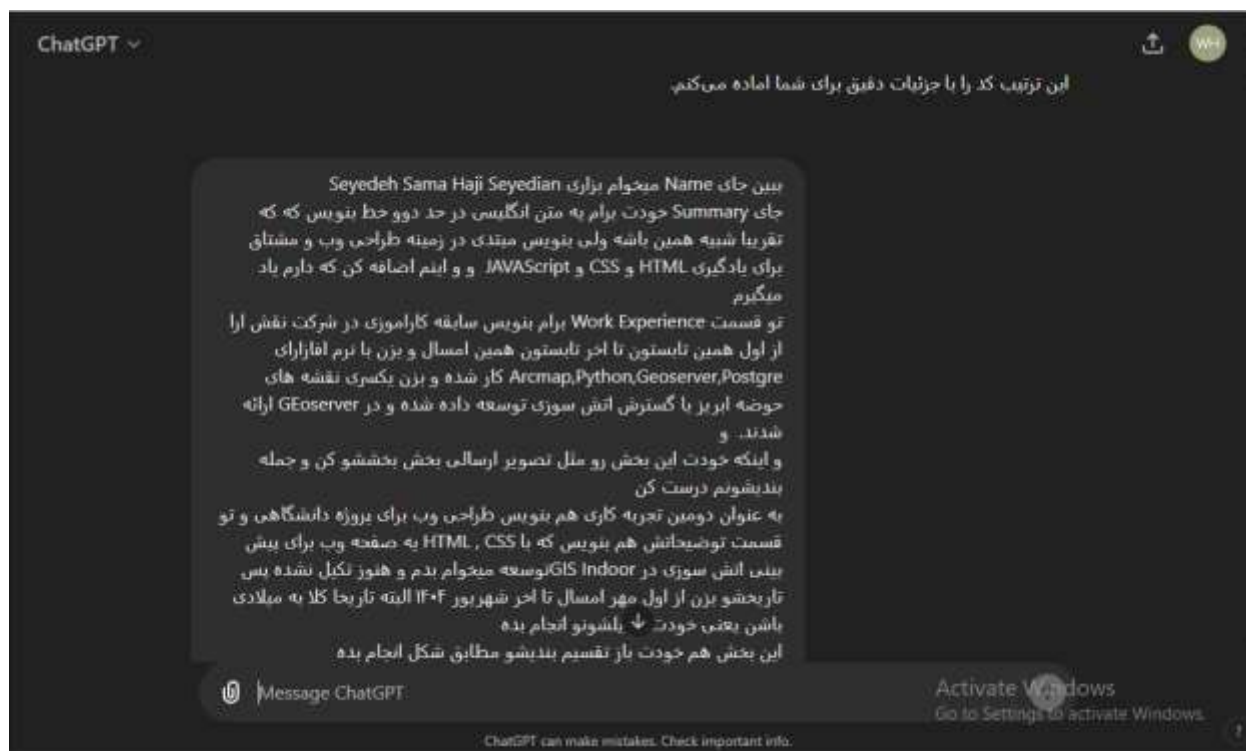 ChatGPT
WH
این ترتیب کد را با جزئیات دقیق برای شما آماده می‌کنم.
ببین جای Name میخوام بزاری Seyedeh Sama Haji Seyedian
جای Summary خودت برام یه متن انگلیسی در حد دوو خط بنویس که که
تقریبا شبیه همین باشه ولی بنویس مبتدی در زمینه طراحی وب و مشتاق
برای یادگیری HTML و CSS و JAVAScript و و اینم اضافه کن که دارم یاد
میگیرم
تو قسمت Work Experience برام بنویس سابقه کاراموزی در شرکت نقش ارا
از اول همین تابستون تا اخر تابستون همین امسال و بزن با نرم افازارای
Arcmap,Python,Geoserver,Postgre کار شده و بزن یکسری نقشه های
حوضه ابریز یا گسترش اتش سوزی توسعه داده شده و در GEoserver ارائه
شدند. و
و اینکه خودت این بخش رو مثل تصویر ارسالی بخش بخششو کن و جمله
بندیشونم درست کن
به عنوان دومین تجربه کاری هم بنویس طراحی وب برای پروژه دانشگاهی و تو
قسمت توضیحاتش هم بنویس که با HTML , CSS یه صفحه وب برای پیش
بینی اتش سوزی در GIS Indoorتوسعه میخوام بدم و هنوز تکیل نشده پس
تاریخشو بزن از اول مهر امسال تا اخر شهریور ۱۴۰۴ البته تاریخا کلا به میلادی
باشن یعنی خودت انجام بده
این بخش هم خودت باز تقسیم بندیشو مطابق شکل انجام بده
Message ChatGPT
Activate Windows
Go to Settings to activate Windows.
ChatGPT can make mistakes. Check important info.
?